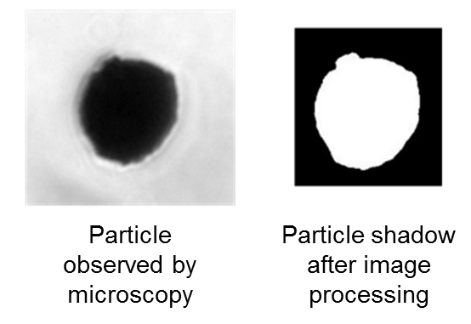 Particle
observed by
microscopy
Particle shadow
after image
processing